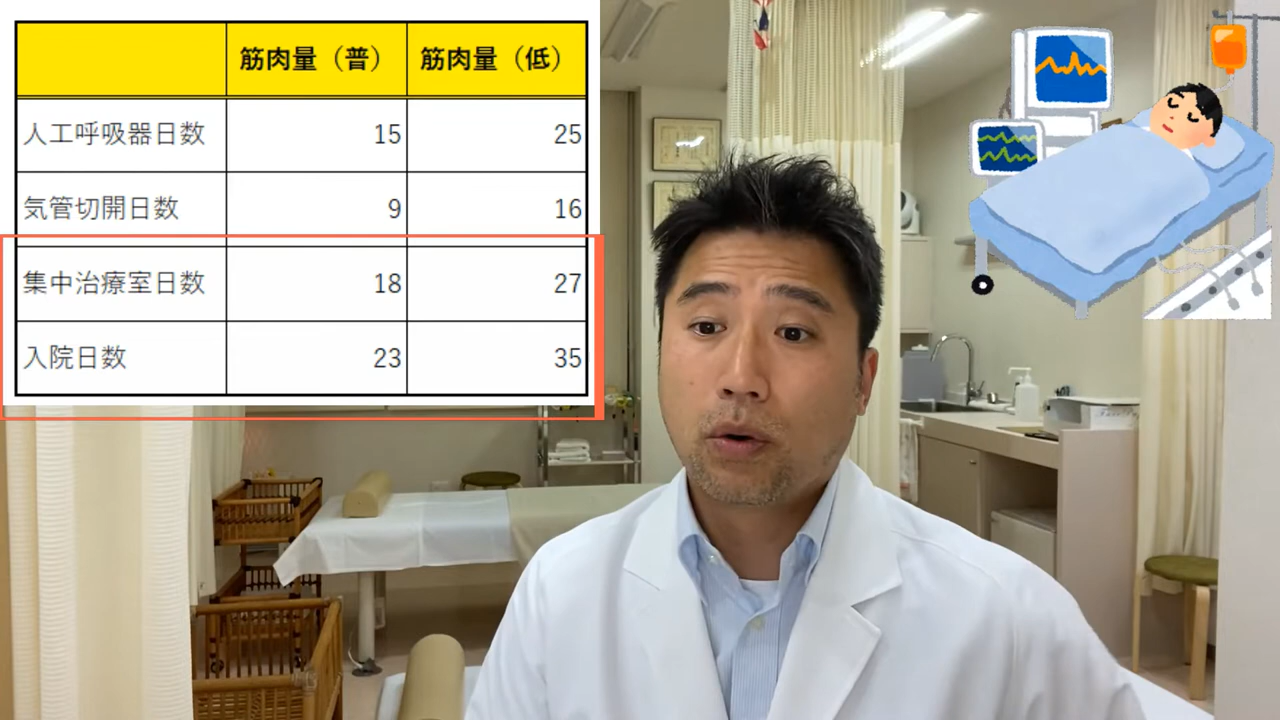 筋肉量（普） 筋肉量（低）
人工呼吸器日数 15 25
気管切開日数 9 16
集中治療室日数 18 27
入院日数 23 35